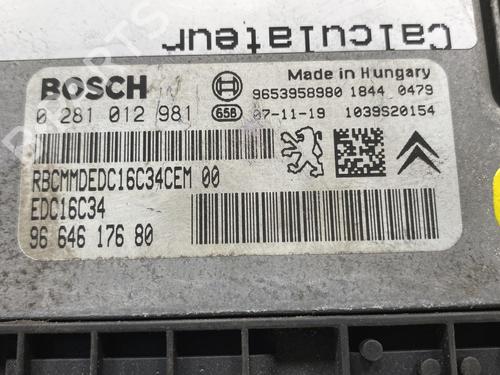 Calculateur
BOSCH
Made in Hungary
9653958980 1844 0479
0 281 012 981 658 07-11-19 1039S20154
RBCMMDEDC16C34CEM 00
EDC16C34
96 646 176 80